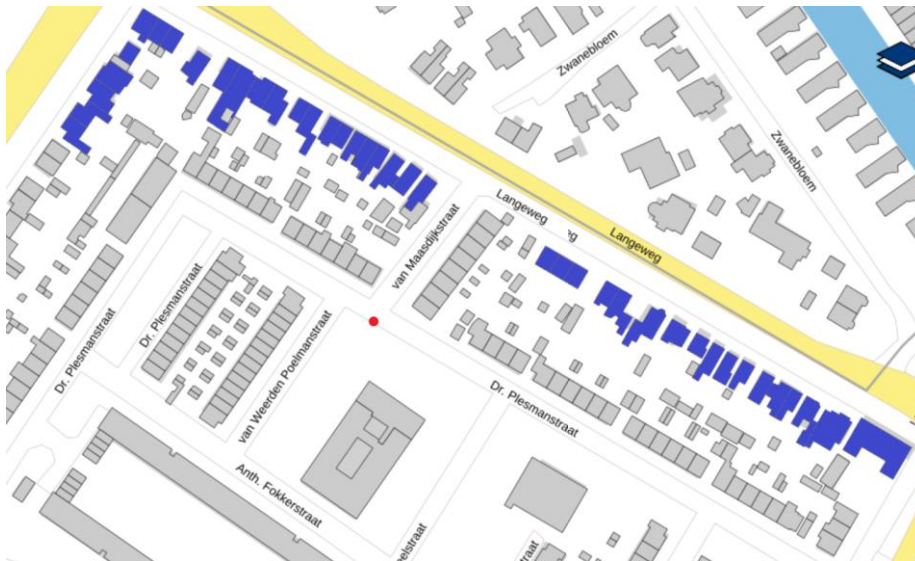 Zwanebloem
Zwanebloem
Langeweg
Langeweg
van Maasdijkstraat
Dr. Plesmanstraat
Dr. Plesmanstraat
van Weerden Poelmanstraat
Dr. Plesmanstraat
Anth. Fokkerstraat